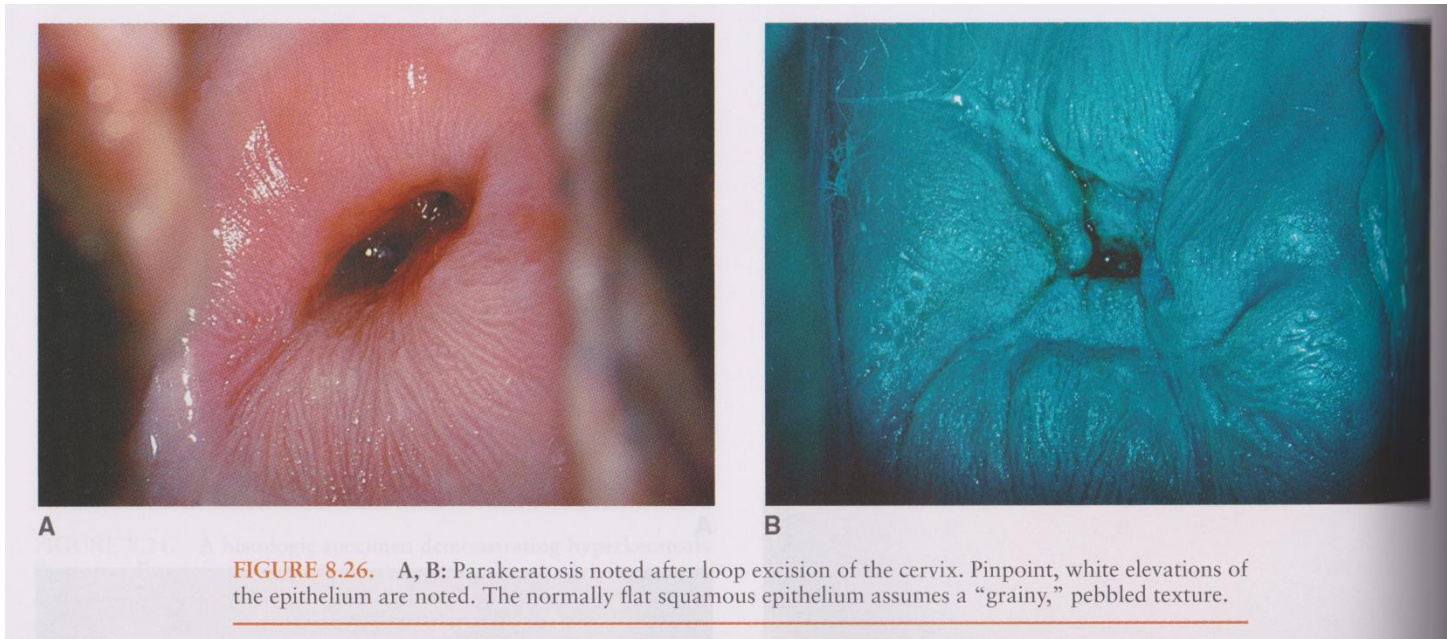 A
B
FIGURE 8.26. A, B: Parakeratosis noted after loop excision of the cervix. Pinpoint, white elevations of
the epithelium are noted. The normally flat squamous epithelium assumes a “grainy,” pebbled texture.